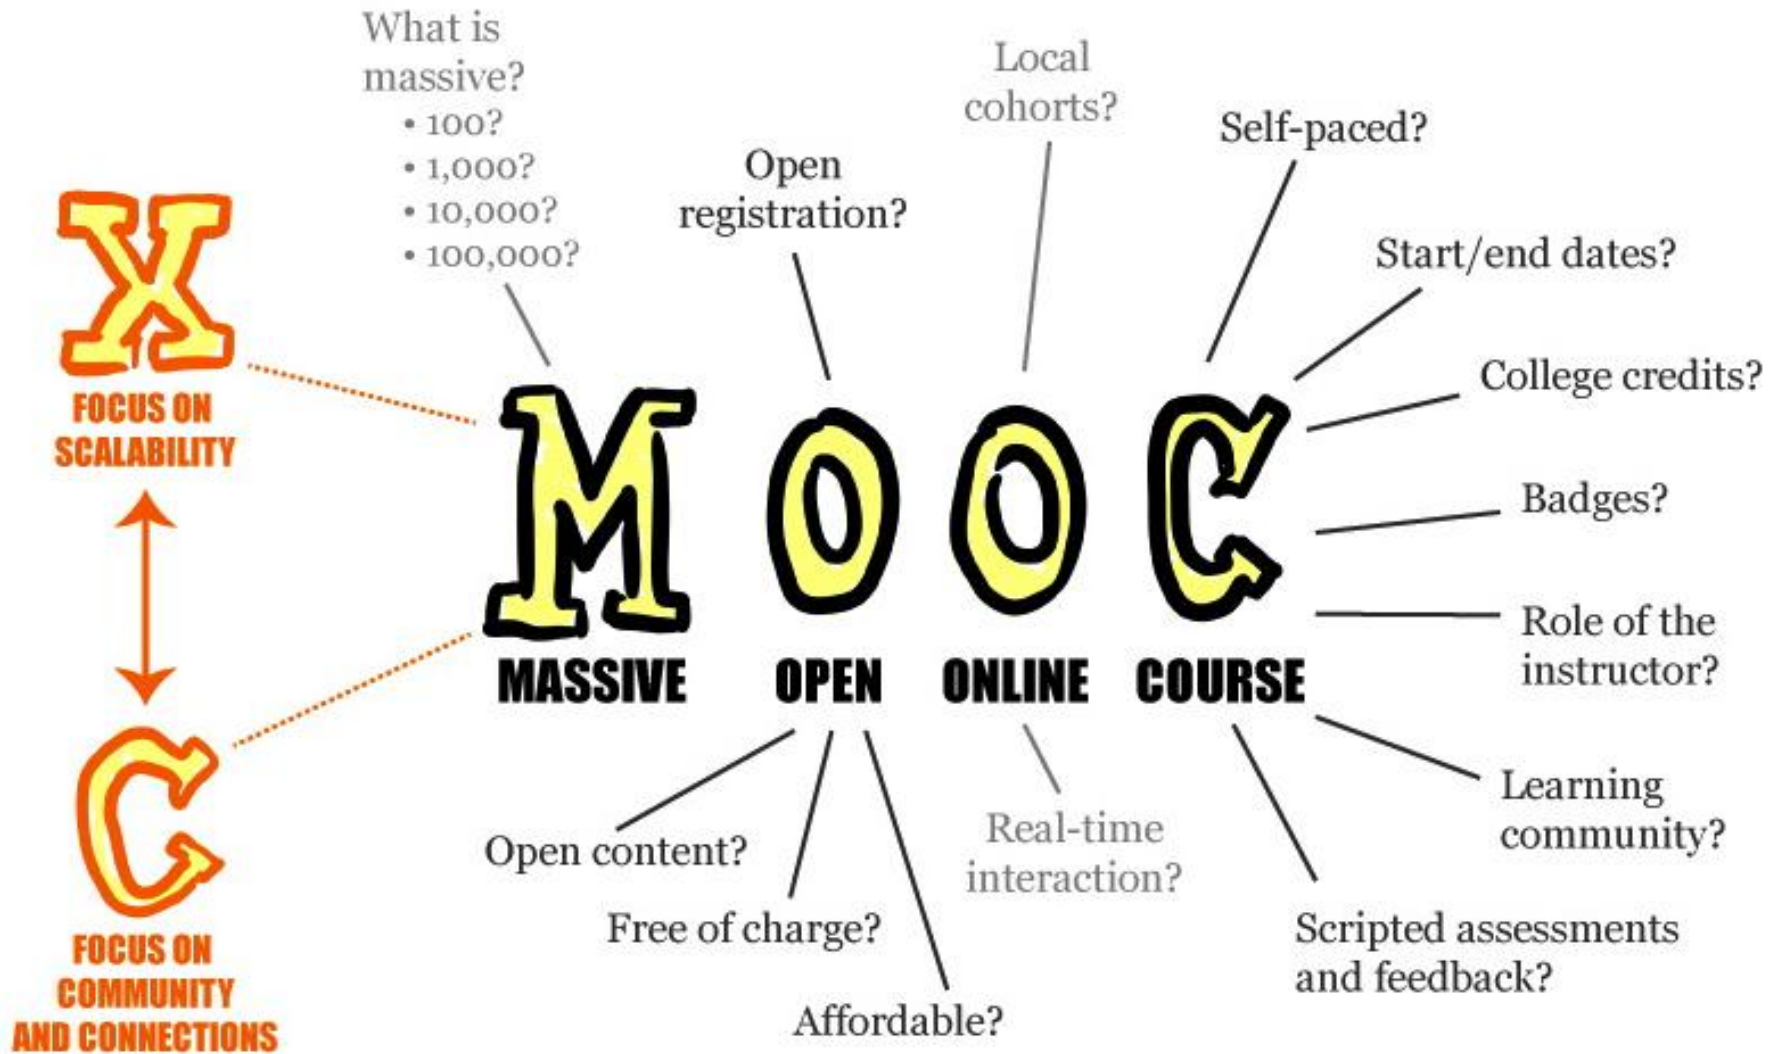 What is
massive?
• 100?
• 1,000?
• 10,000?
• 100,000?
Open
registration?
Local
cohorts?
Self-paced?
Start/end dates?
College credits?
Badges?
Role of the
instructor?
Learning
community?
Scripted assessments
and feedback?
X
FOCUS ON
SCALABILITY
C
FOCUS ON
COMMUNITY
AND CONNECTIONS
MOOC
MASSIVE OPEN ONLINE COURSE
Open content?
Free of charge?
Affordable?
Real-time
interaction?